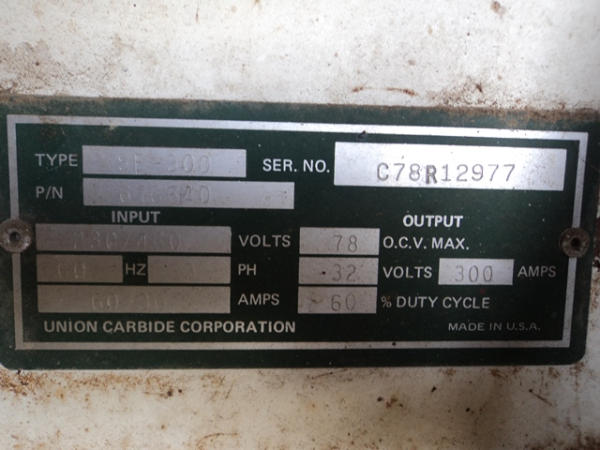 TYPE SER. NO. C78R12977
P/N
INPUT OUTPUT
VOLTS 78 O.C.V. MAX.
60 HZ PH 32 VOLTS 300 AMPS
AMPS 60 % DUTY CYCLE
UNION CARBIDE CORPORATION MADE IN U.S.A.